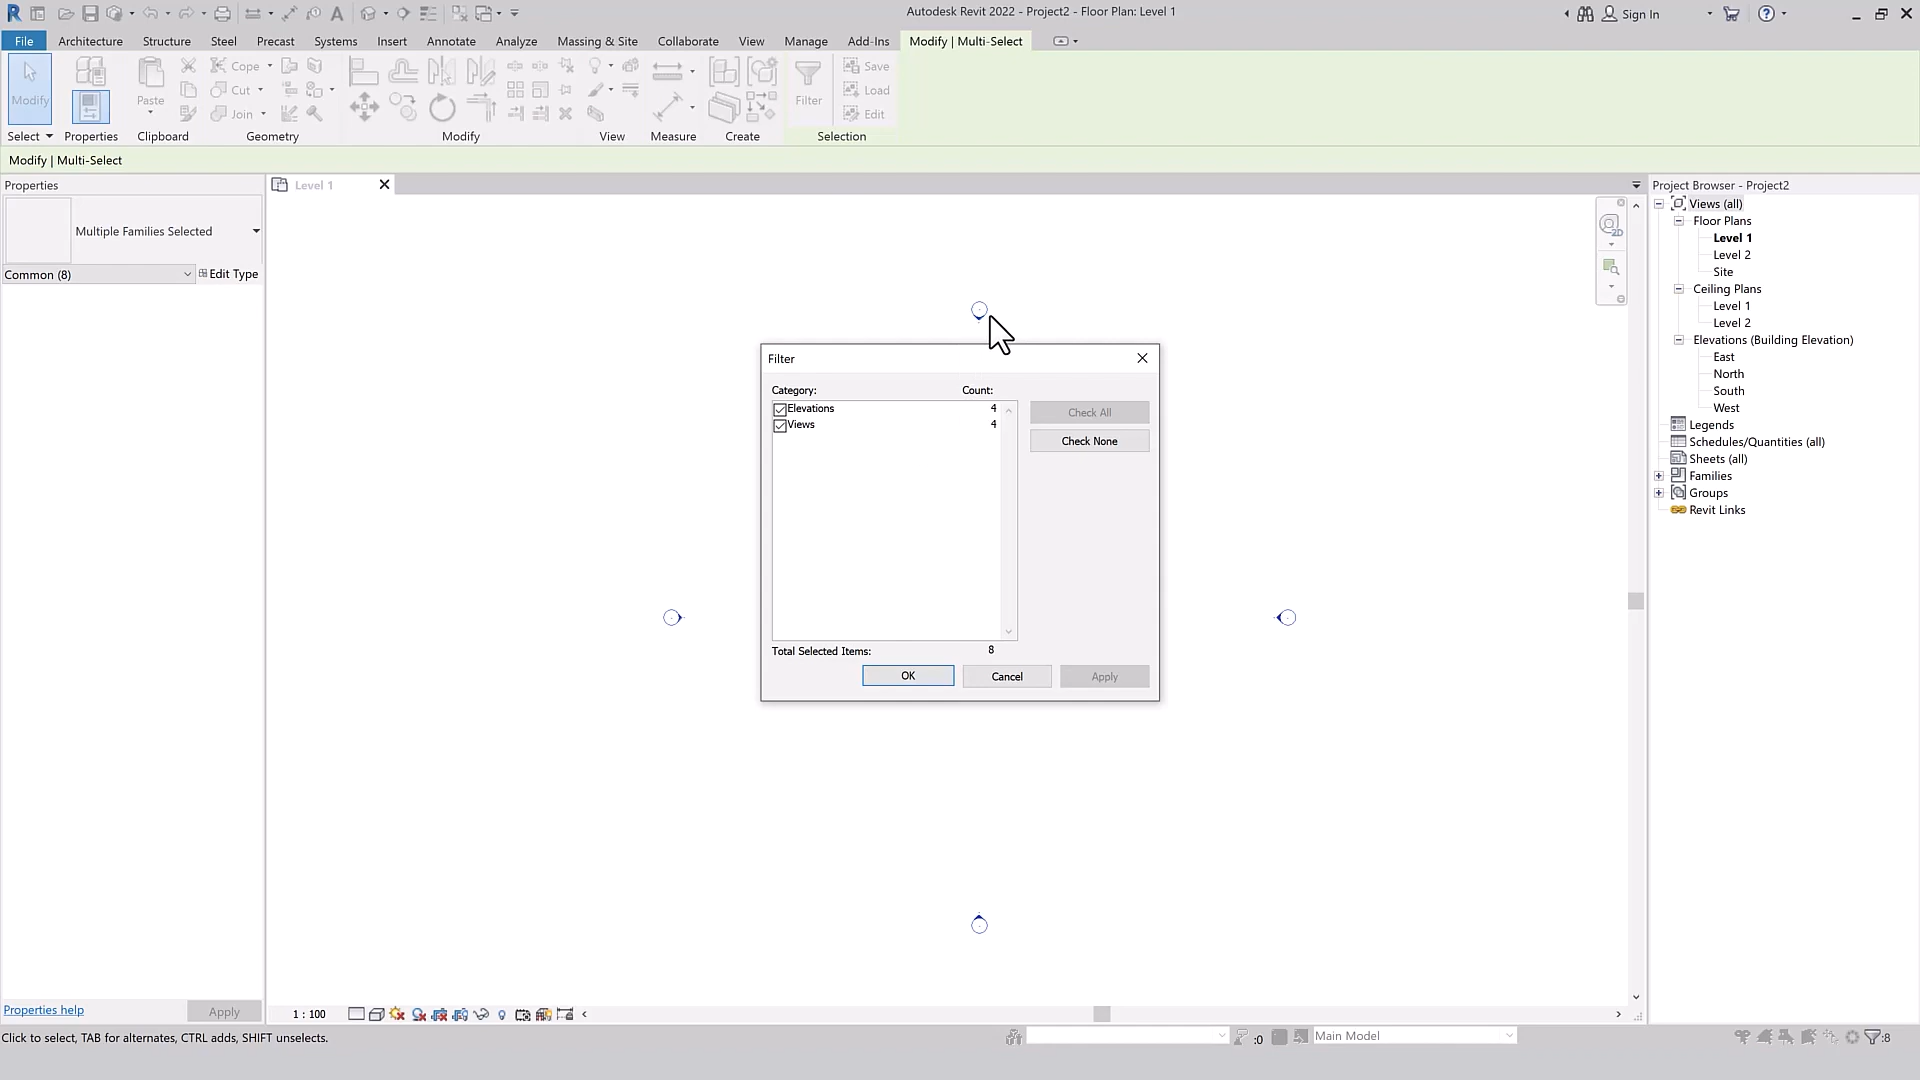 Autodesk Revit 2022 - Project2 - Floor Plan: Level 1
Sign In
File Architecture Structure Steel Precast Systems Insert Annotate Analyze Massing & Site Collaborate View Manage Add-Ins Modify | Multi-Select
Modify
Paste
Cope
Cut
Join
Filter
Save
Load
Edit
Select Properties Clipboard Geometry Modify View Measure Create Selection
Modify | Multi-Select
Properties
Multiple Families Selected
Common (8)
Edit Type
Level 1
2D
Filter
Category: Count:
Elevations 4
Views 4
Check All
Check None
Total Selected Items: 8
OK
Cancel
Apply
Project Browser - Project2
Views (all)
Floor Plans
Level 1
Level 2
Site
Ceiling Plans
Level 1
Level 2
Elevations (Building Elevation)
East
North
South
West
Legends
Schedules/Quantities (all)
Sheets (all)
Families
Groups
Revit Links
Properties help
Apply
1 : 100
Click to select, TAB for alternates, CTRL adds, SHIFT unselects.
:0
Main Model
:8